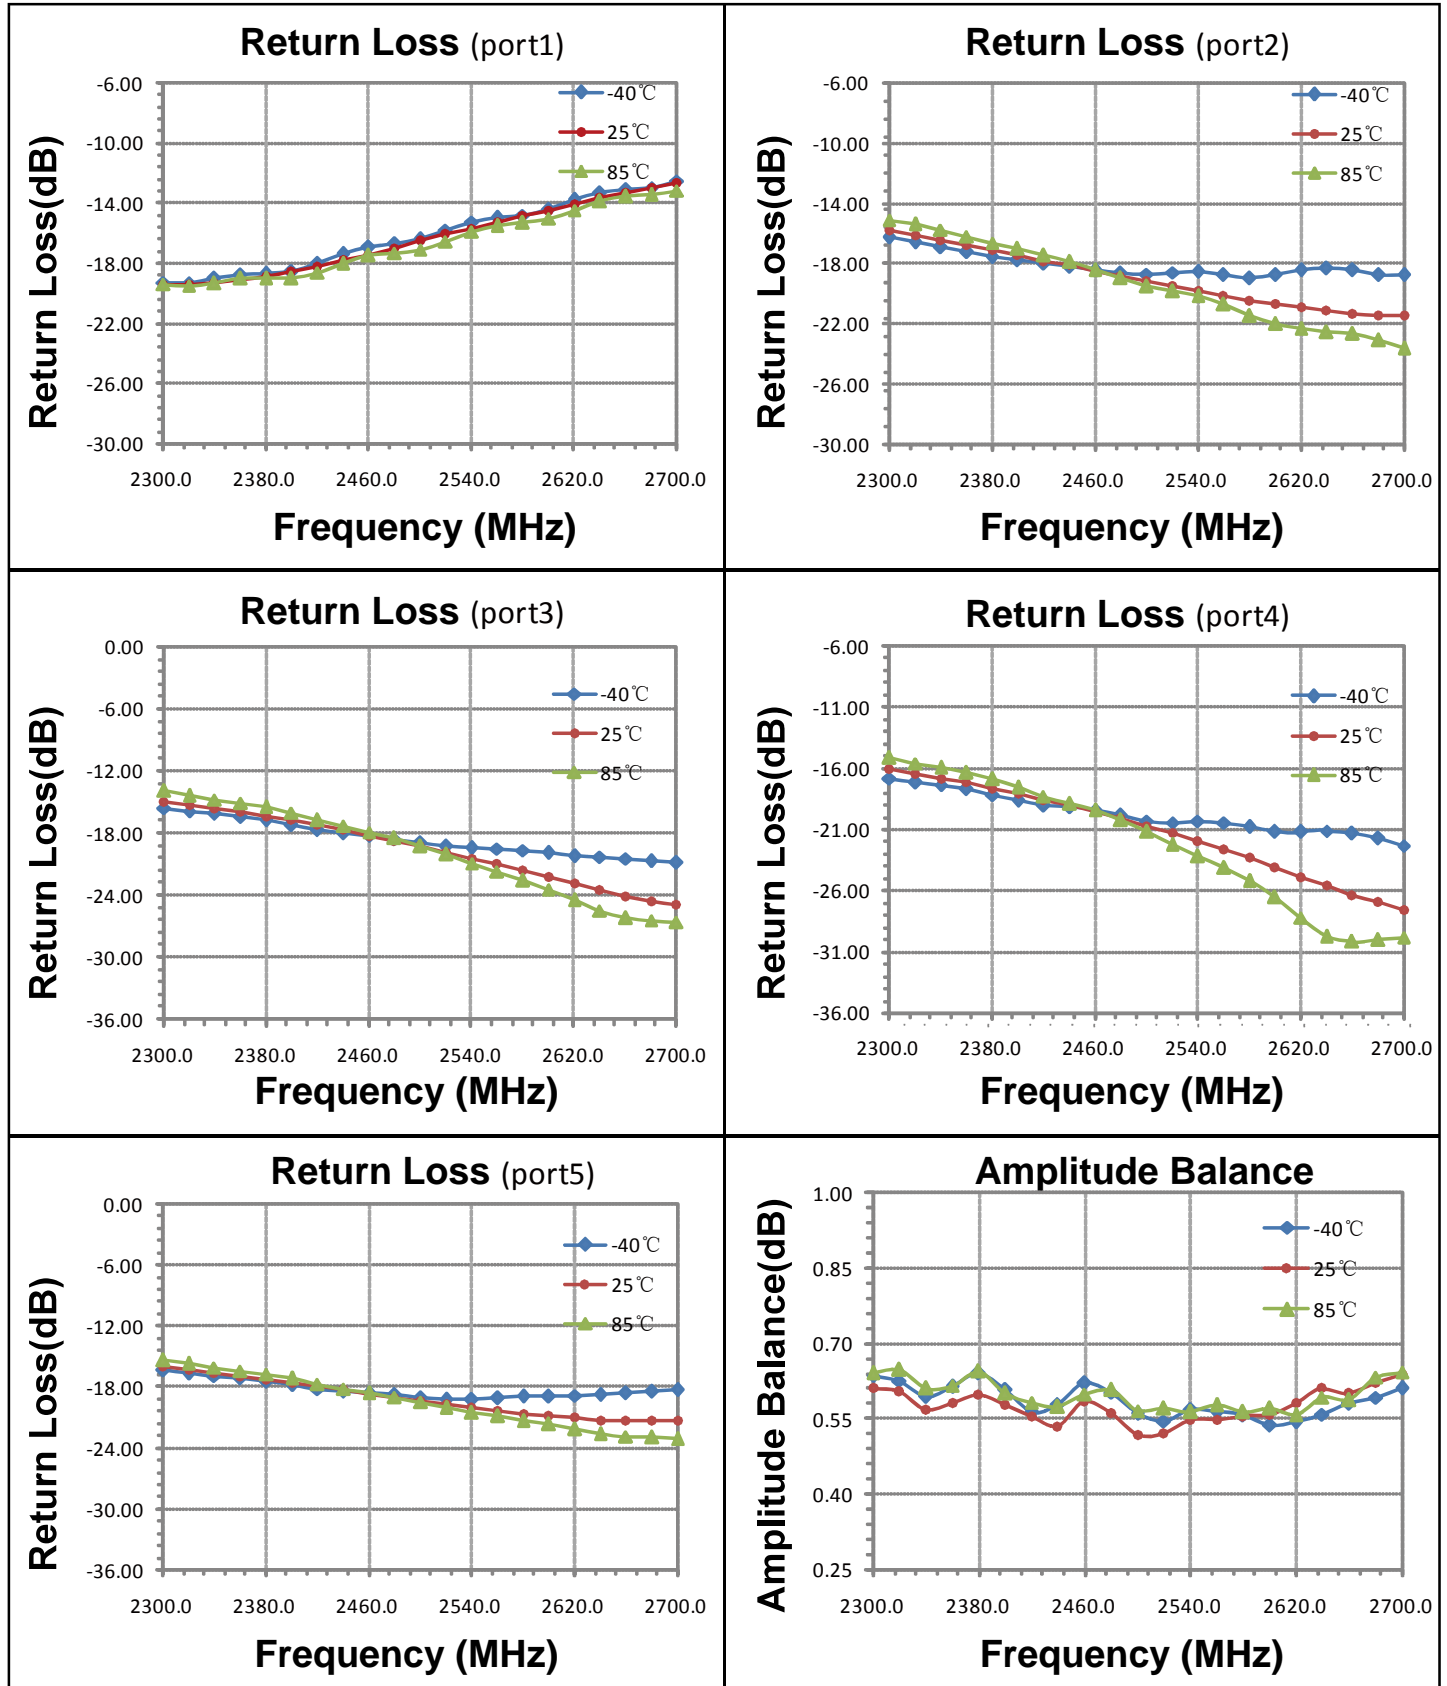 Return Loss (port1)
Return Loss(dB)
-6.00
-10.00
-14.00
-18.00
-22.00
-26.00
-30.00
-40℃
25℃
85℃
2300.0 2380.0 2460.0 2540.0 2620.0 2700.0
Frequency (MHz)
Return Loss (port2)
Return Loss(dB)
-6.00
-10.00
-14.00
-18.00
-22.00
-26.00
-30.00
-40℃
25℃
85℃
2300.0 2380.0 2460.0 2540.0 2620.0 2700.0
Frequency (MHz)
Return Loss (port3)
Return Loss(dB)
0.00
-6.00
-12.00
-18.00
-24.00
-30.00
-36.00
-40℃
25℃
85℃
2300.0 2380.0 2460.0 2540.0 2620.0 2700.0
Frequency (MHz)
Return Loss (port4)
Return Loss(dB)
-6.00
-11.00
-16.00
-21.00
-26.00
-31.00
-36.00
-40℃
25℃
85℃
2300.0 2380.0 2460.0 2540.0 2620.0 2700.0
Frequency (MHz)
Return Loss (port5)
Return Loss(dB)
0.00
-6.00
-12.00
-18.00
-24.00
-30.00
-36.00
-40℃
25℃
85℃
2300.0 2380.0 2460.0 2540.0 2620.0 2700.0
Frequency (MHz)
Amplitude Balance
Amplitude Balance(dB)
1.00
0.85
0.70
0.55
0.40
0.25
-40℃
25℃
85℃
2300.0 2380.0 2460.0 2540.0 2620.0 2700.0
Frequency (MHz)